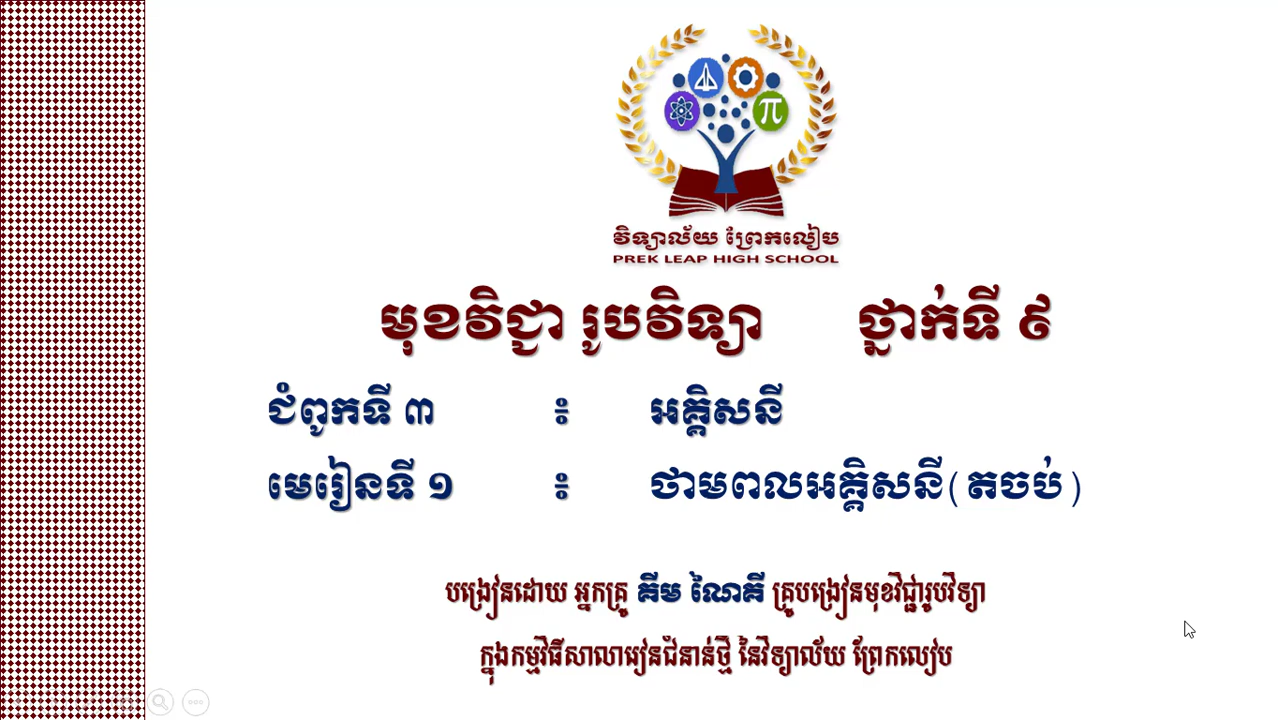 វិទ្យាល័យ ព្រែកលៀប
PREK LEAP HIGH SCHOOL
មុខវិជ្ជា រូបវិទ្យា ថ្នាក់ទី ៩
ជំពូកទី ៣ ៖ អគ្គិសនី
មេរៀនទី ១ ៖ ថាមពលអគ្គិសនី(តចប់)
បង្រៀនដោយ អ្នកគ្រូ គីម ណៃគី គ្រូបង្រៀនមុខវិជ្ជារូបវិទ្យា
ក្នុងកម្មវិធីសាលារៀនជំនាន់ថ្មី នៃវិទ្យាល័យ ព្រែកលៀប